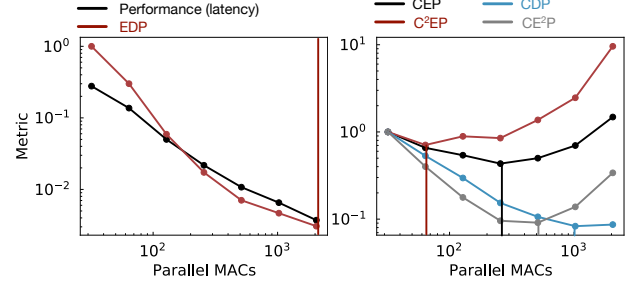 Performance (latency)
EDP
Metric
10⁰
10⁻¹
10⁻²
10²
10³
Parallel MACs
CEP
CDP
C²EP
CE²P
10¹
10⁰
10⁻¹
10²
10³
Parallel MACs